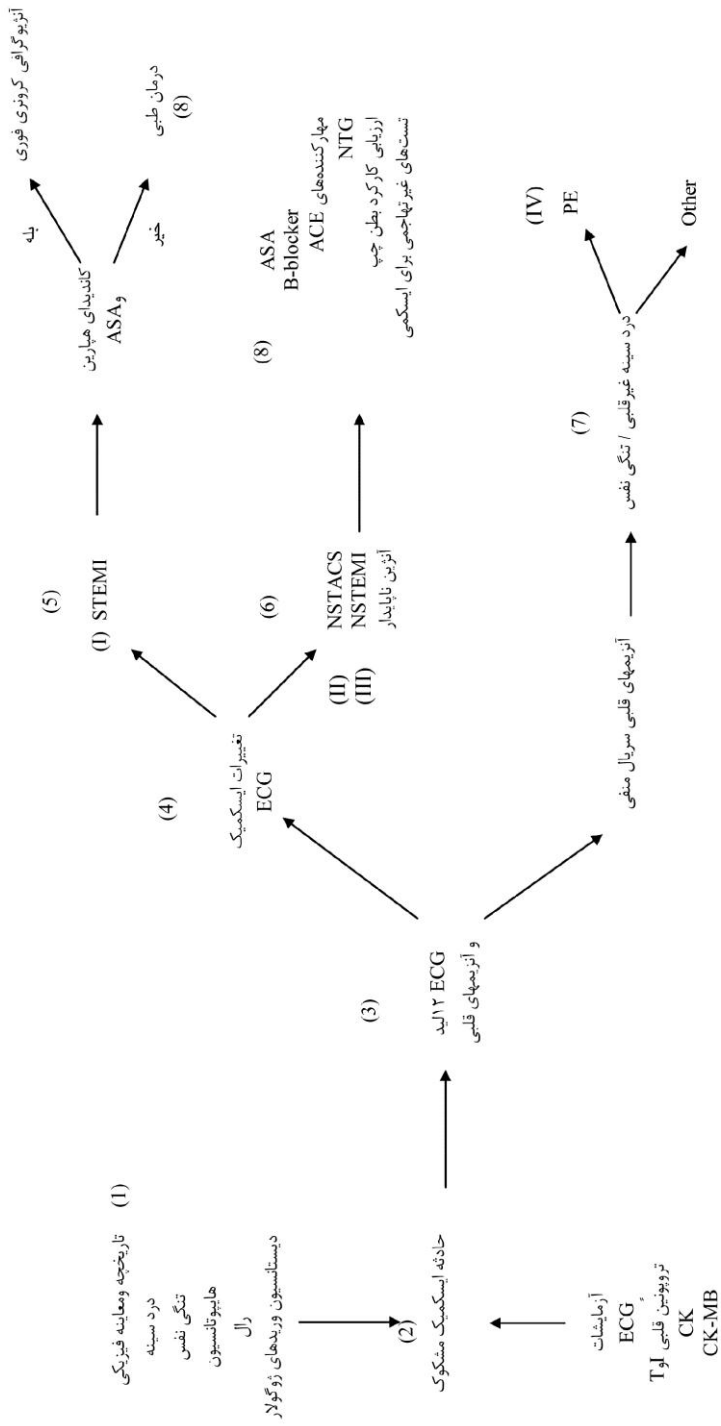 (1)
تاریخچه ومعاینه فیزیکی
درد سینه
تنگی نفس
هایپوتانسیون
رال
دیستانسیون وریدهای ژوگولار
(2)
حادثه ایسکمیک مشکوک
آزمایشات
ECG
تروپونین قلبی IوT
CK
CK-MB
(3)
ECG ۱۲لید
و آنزیمهای قلبی
(4)
تغییرات ایسکمیک
ECG
(5)
(I) STEMI
کاندیدای هپارین
وASA
بله
آنژیوگرافی کرونری فوری
خیر
درمان طبی
(8)
(6)
(II) NSTACS
(III) NSTEMI
آنژین ناپایدار
(8)
ASA
B-blocker
مهارکننده‌های ACE
NTG
ارزیابی کارکرد بطن چپ
تست‌های غیرتهاجمی برای ایسکمی
آنزیمهای قلبی سریال منفی
(7)
درد سینه غیرقلبی / تنگی نفس
(IV)
PE
Other